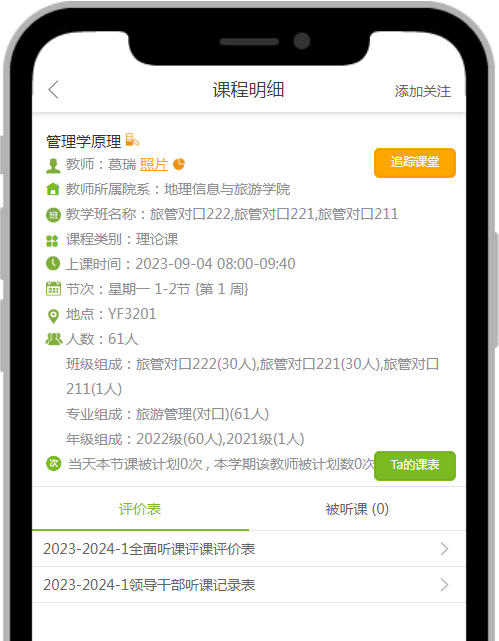 课程明细
添加关注
管理学原理
教师：葛瑞 照片
追踪课堂
教师所属院系：地理信息与旅游学院
班 教学班名称：旅管对口222,旅管对口221,旅管对口211
课程类别：理论课
上课时间：2023-09-04 08:00-09:40
节次：星期一 1-2节 {第 1 周}
地点：YF3201
人数：61人
班级组成：旅管对口222(30人),旅管对口221(30人),旅管对口
211(1人)
专业组成：旅游管理(对口)(61人)
年级组成：2022级(60人),2021级(1人)
次 当天本节课被计划0次，本学期该教师被计划数0次
Ta的课表
评价表
被听课 (0)
2023-2024-1全面听课评课评价表
2023-2024-1领导干部听课记录表